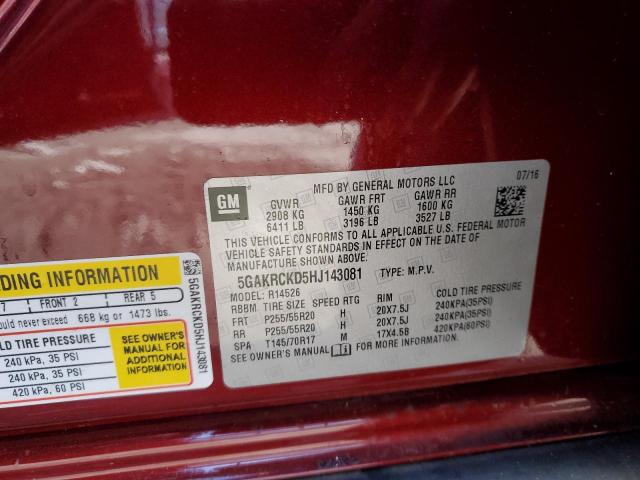 GM
MFD BY GENERAL MOTORS LLC 07/16
GVWR GAWR FRT GAWR RR
2908 KG 1450 KG 1600 KG
6411 LB 3196 LB 3527 LB
THIS VEHICLE CONFORMS TO ALL APPLICABLE U.S. FEDERAL MOTOR
VEHICLE SAFETY STANDARDS IN EFFECT ON THE DATE OF
MANUFACTURE SHOWN ABOVE.
5GAKRCKD5HJ143081 TYPE: M.P.V.
MODEL: R14526
RBBM TIRE SIZE SPEED RTG RIM COLD TIRE PRESSURE
FRT P255/55R20 H 20X7.5J 240KPA(35PSI)
RR P255/55R20 H 20X7.5J 240KPA(35PSI)
SPA T145/70R17 M 17X4.5B 420KPA(60PSI)
SEE OWNER'S MANUAL FOR MORE INFORMATION.
DING INFORMATION
7 FRONT 2 REAR 5
ould never exceed 668 kg or 1473 lbs.
OLD TIRE PRESSURE
240 kPa, 35 PSI
240 kPa, 35 PSI
420 kPa, 60 PSI
SEE OWNER'S
MANUAL FOR
ADDITIONAL
INFORMATION
5GAKRCKD5HJ143081